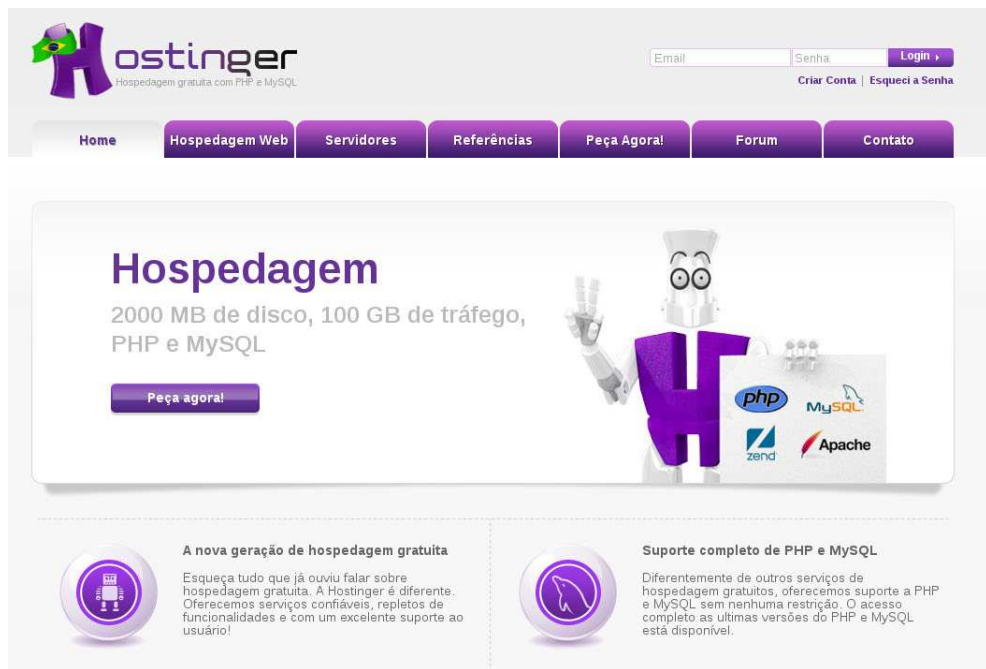 Hostinger
Hospedagem gratuita com PHP e MySQL
Email
Senha
Login
Criar Conta | Esqueci a Senha
Home
Hospedagem Web
Servidores
Referências
Peça Agora!
Forum
Contato
Hospedagem
2000 MB de disco, 100 GB de tráfego,
PHP e MySQL
Peça agora!
H
php
MySQL
zend
Apache
A nova geração de hospedagem gratuita
Esqueça tudo que já ouviu falar sobre
hospedagem gratuita. A Hostinger é diferente.
Oferecemos serviços confiáveis, repletos de
funcionalidades e com um excelente suporte ao
usuário!
Suporte completo de PHP e MySQL
Diferentemente de outros serviços de
hospedagem gratuitos, oferecemos suporte a PHP
e MySQL sem nenhuma restrição. O acesso
completo as ultimas versões do PHP e MySQL
está disponível.